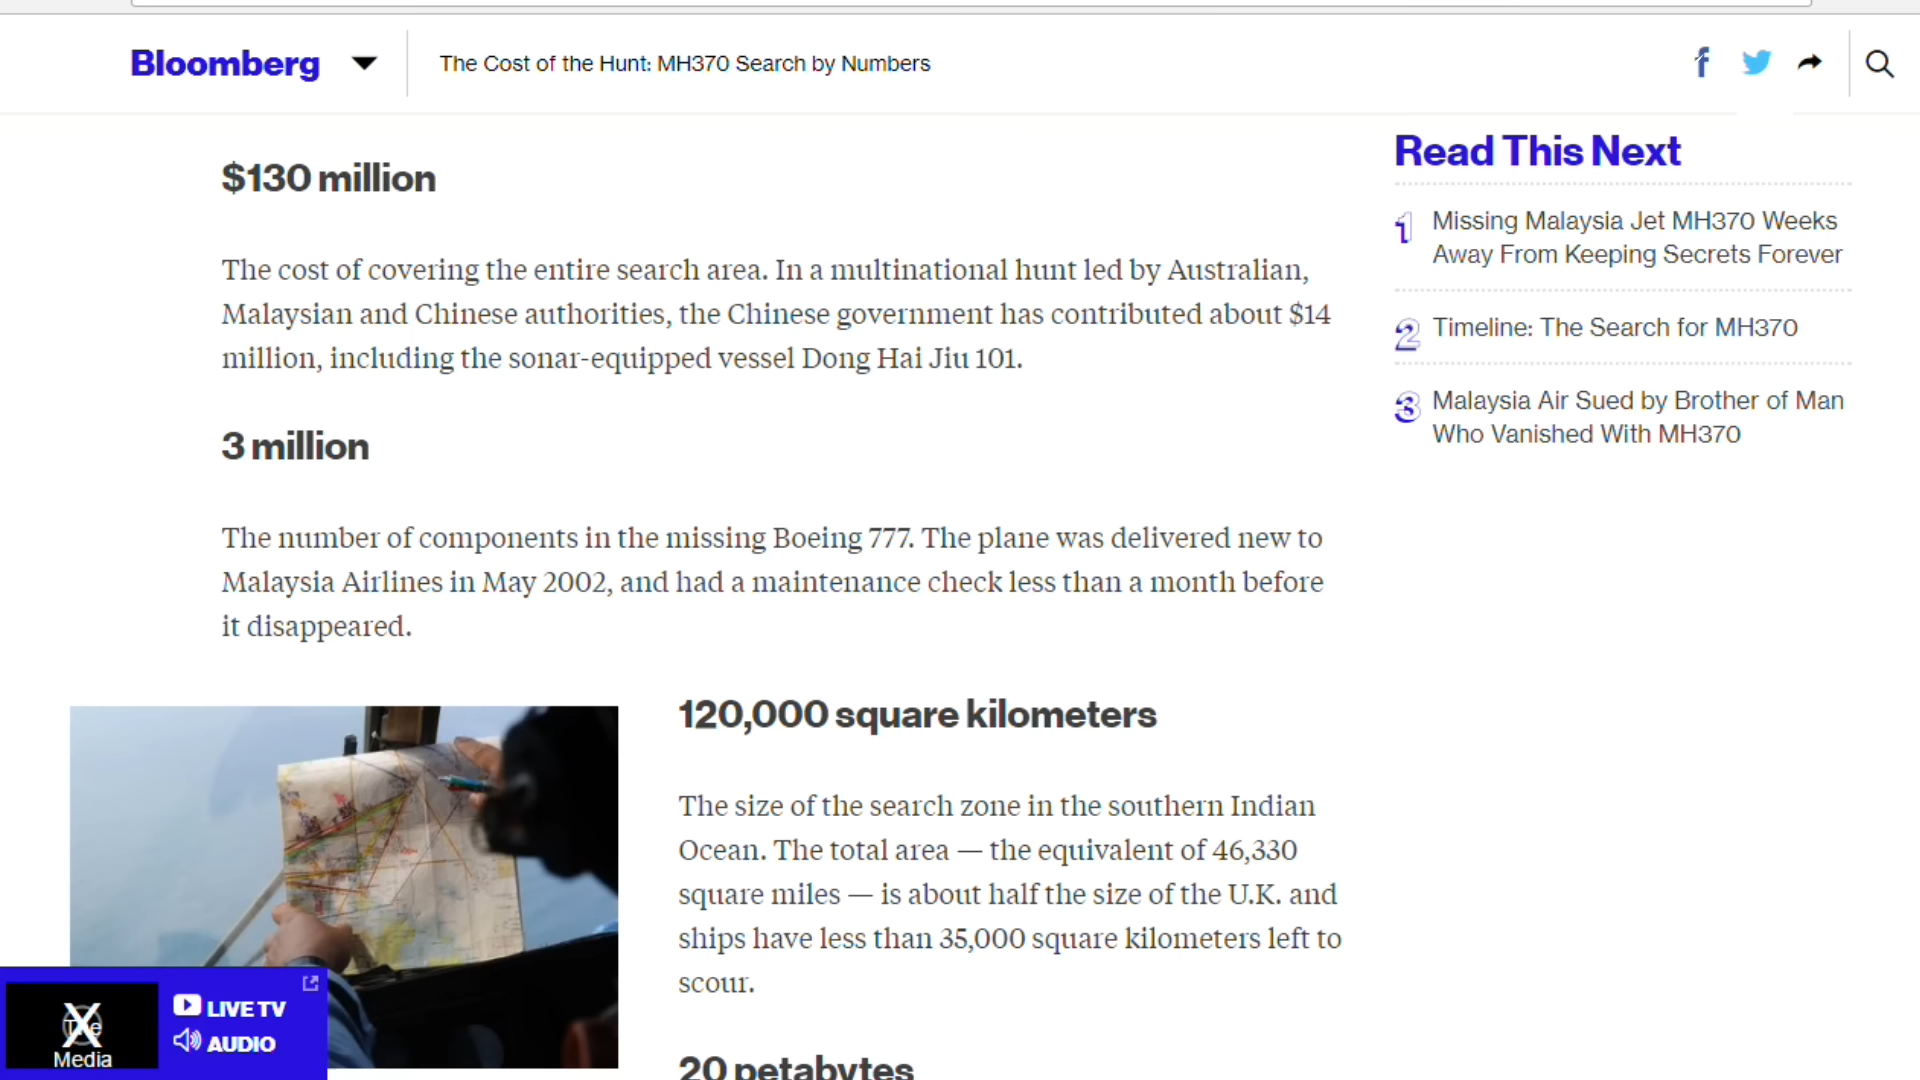 Bloomberg
The Cost of the Hunt: MH370 Search by Numbers
$130 million
The cost of covering the entire search area. In a multinational hunt led by Australian,
Malaysian and Chinese authorities, the Chinese government has contributed about $14
million, including the sonar-equipped vessel Dong Hai Jiu 101.
3 million
The number of components in the missing Boeing 777. The plane was delivered new to
Malaysia Airlines in May 2002, and had a maintenance check less than a month before
it disappeared.
120,000 square kilometers
The size of the search zone in the southern Indian
Ocean. The total area — the equivalent of 46,330
square miles — is about half the size of the U.K. and
ships have less than 35,000 square kilometers left to
scour.
20 petabytes
Read This Next
1 Missing Malaysia Jet MH370 Weeks
Away From Keeping Secrets Forever
2 Timeline: The Search for MH370
3 Malaysia Air Sued by Brother of Man
Who Vanished With MH370
The
Media
LIVE TV
AUDIO